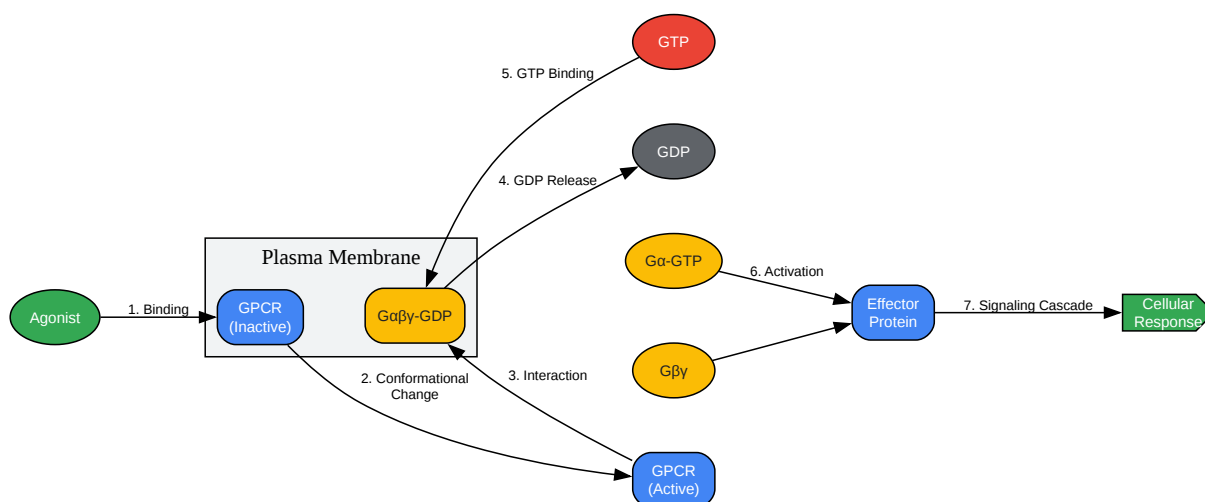 GTP
5. GTP Binding
GDP
4. GDP Release
Plasma Membrane
Gα-GTP
6. Activation
Agonist
1. Binding
GPCR
(Inactive)
Gαβγ-GDP
Effector
Protein
7. Signaling Cascade
Cellular
Response
2. Conformational
Change
3. Interaction
Gβγ
GPCR
(Active)